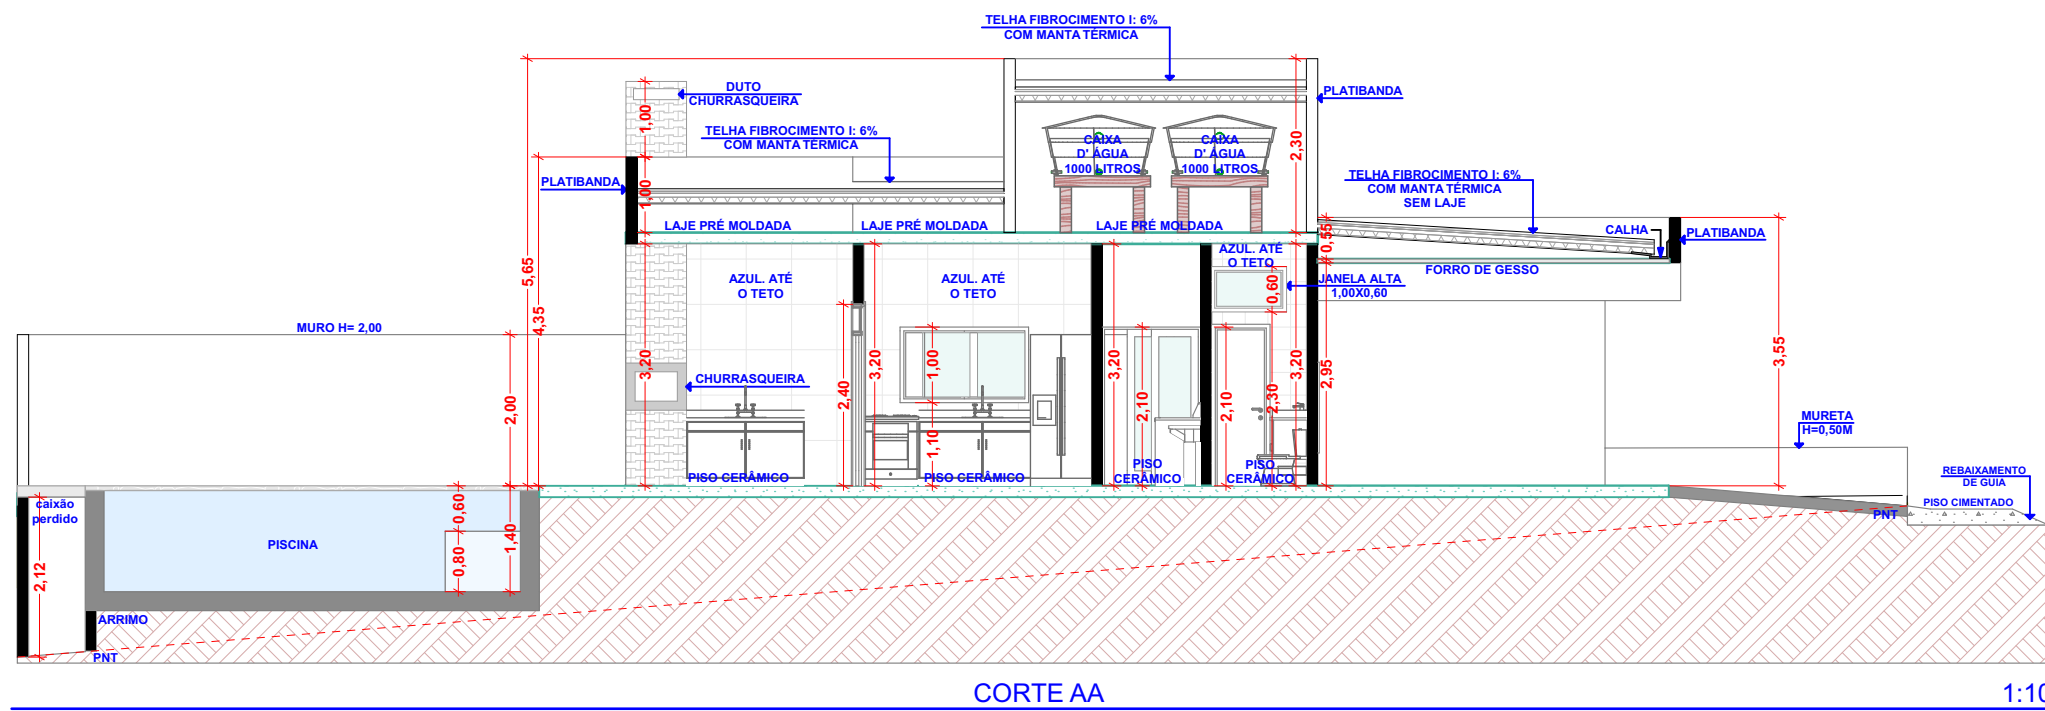 TELHA FIBROCIMENTO I: 6%
COM MANTA TÉRMICA
DUTO
CHURRASQUEIRA
PLATIBANDA
1,00
TELHA FIBROCIMENTO I: 6%
COM MANTA TÉRMICA
CAIXA
D' ÁGUA
1000 LITROS
CAIXA
D' ÁGUA
1000 LITROS
2,30
PLATIBANDA
1,00
TELHA FIBROCIMENTO I: 6%
COM MANTA TÉRMICA
SEM LAJE
LAJE PRÉ MOLDADA
LAJE PRÉ MOLDADA
LAJE PRÉ MOLDADA
CALHA
PLATIBANDA
0,55
5,65
4,35
AZUL. ATÉ
O TETO
AZUL. ATÉ
O TETO
AZUL. ATÉ
O TETO
FORRO DE GESSO
JANELA ALTA
1,00X0,60
0,60
MURO H= 2,00
3,20
3,20
1,00
3,20
3,20
2,95
3,55
CHURRASQUEIRA
2,40
2,00
2,10
2,10
2,30
1,10
MURETA
H=0,50M
PISO CERÂMICO
PISO CERÂMICO
PISO
CERÂMICO
PISO
CERÂMICO
REBAIXAMENTO
DE GUIA
PISO CIMENTADO
PNT
caixão
perdido
0,60
1,40
PISCINA
0,80
2,12
ARRIMO
PNT
CORTE AA
1:10